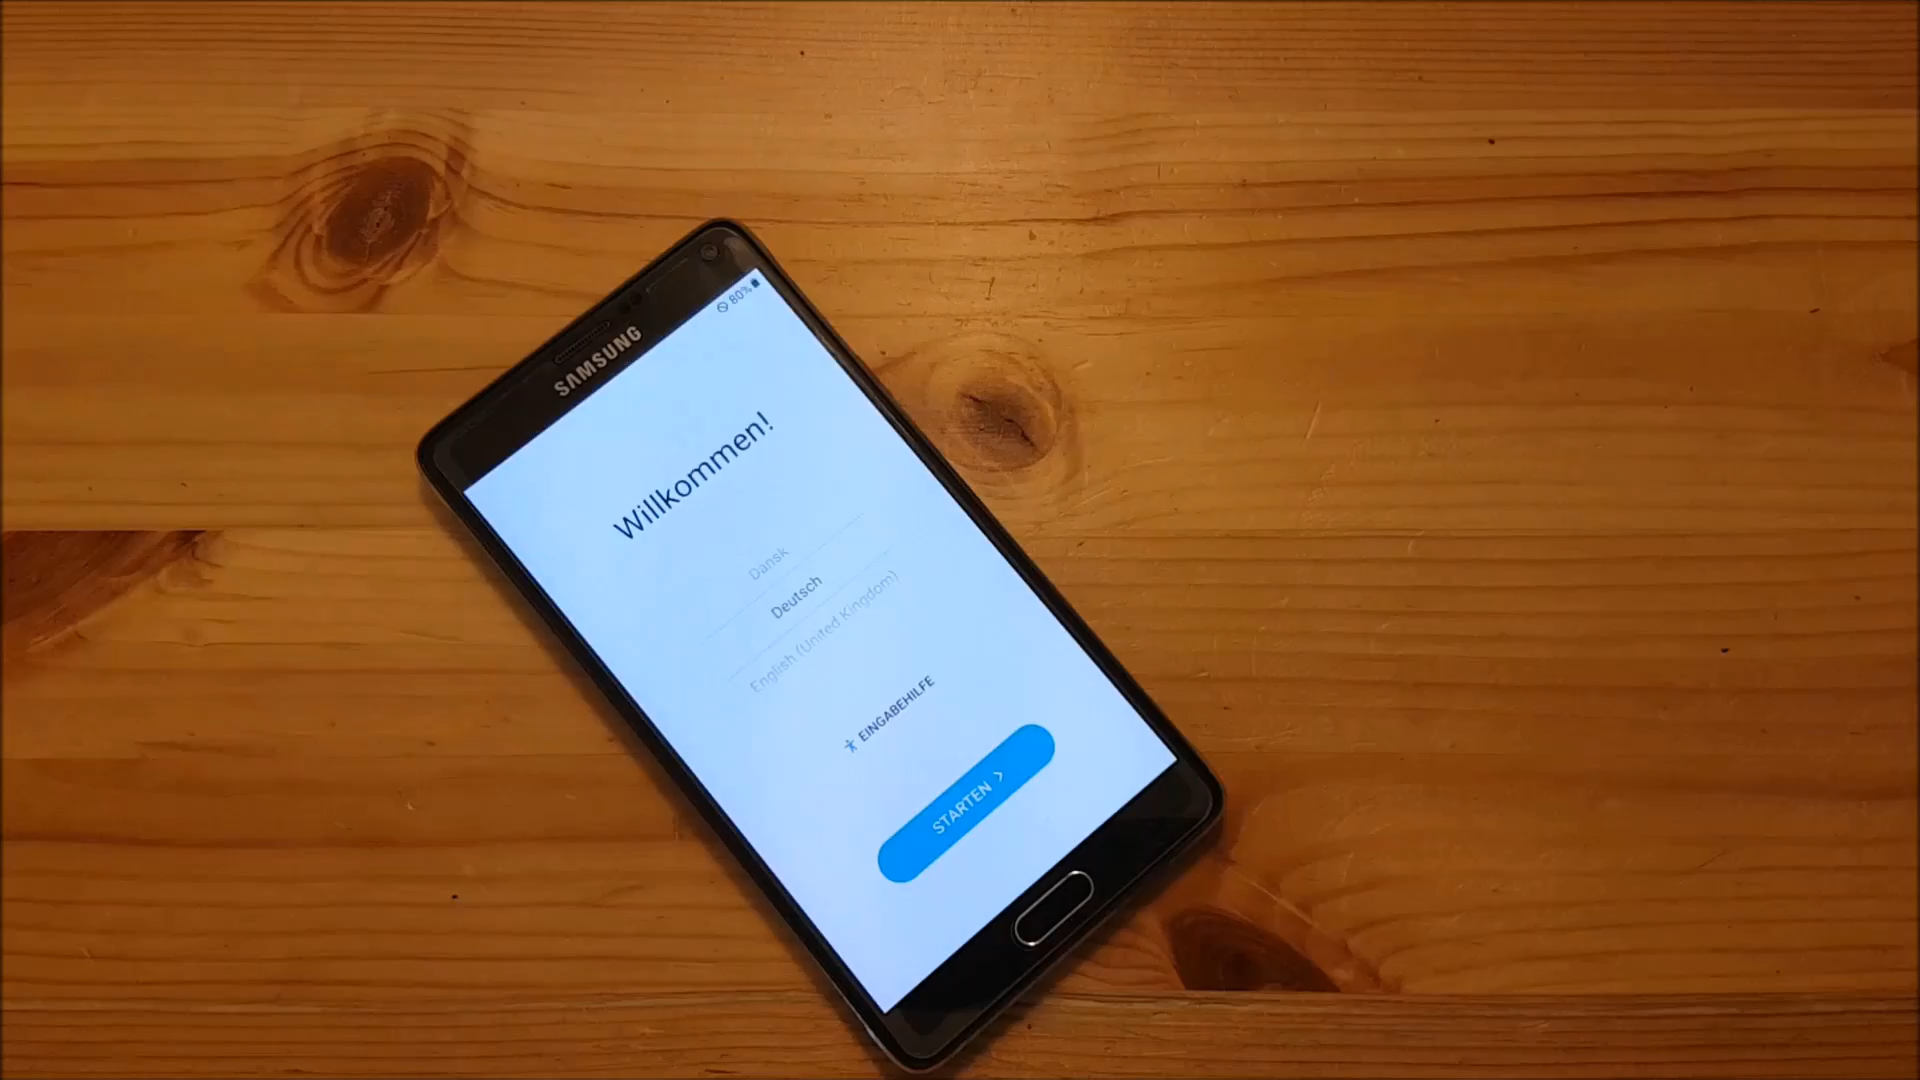 80%
SAMSUNG
Willkommen!
Dansk
Deutsch
English (United Kingdom)
EINGABEHILFE
STARTEN >